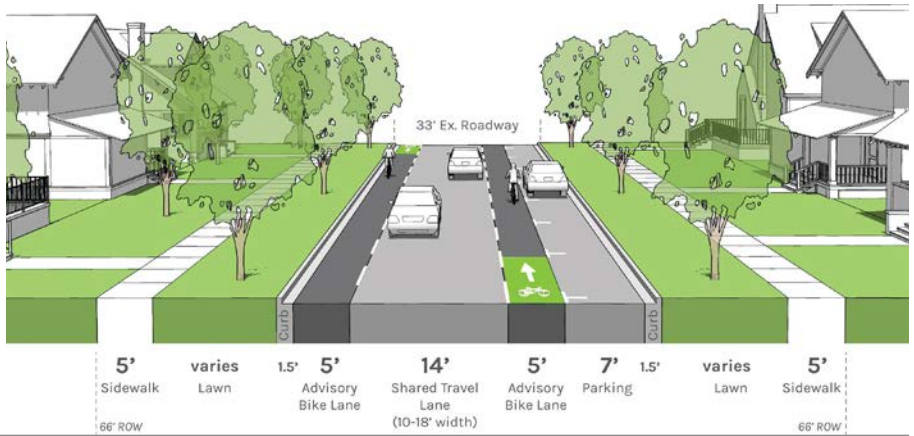 33' Ex. Roadway
Curb
Curb
5'
Sidewalk
varies
Lawn
1.5'
5'
Advisory
Bike Lane
14'
Shared Travel
Lane
(10-18' width)
5'
Advisory
Bike Lane
7'
Parking
1.5'
varies
Lawn
5'
Sidewalk
66' ROW
66' ROW